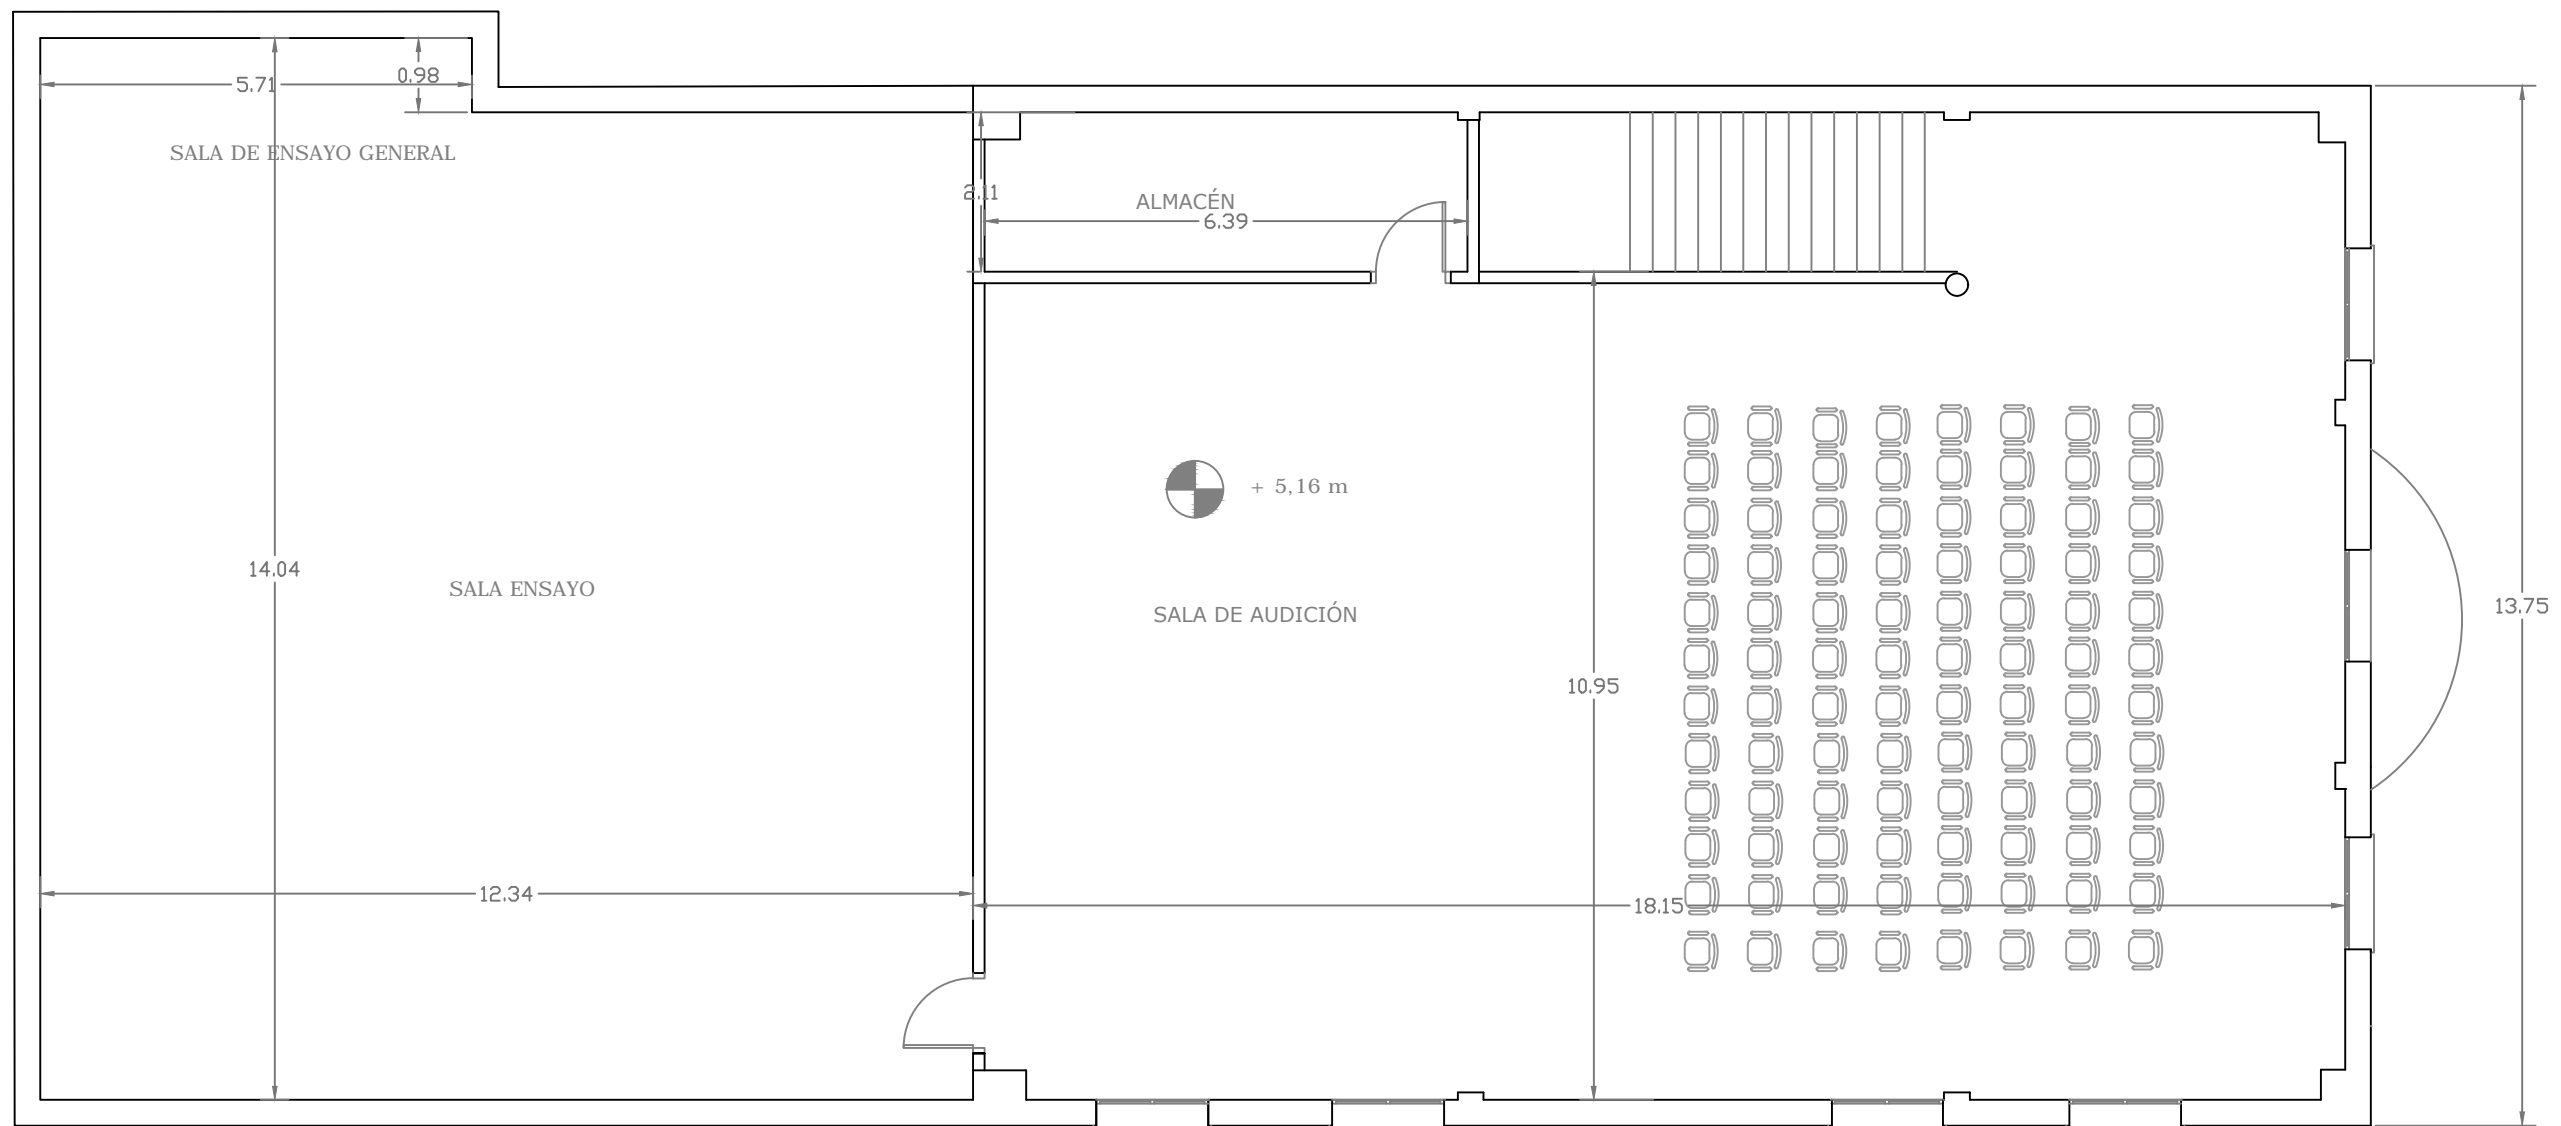 0.98
5.71
SALA DE ENSAYO GENERAL
2.11
ALMACÉN
6.39
+ 5,16 m
14.04
SALA ENSAYO
SALA DE AUDICIÓN
13.75
10.95
12.34
18.15